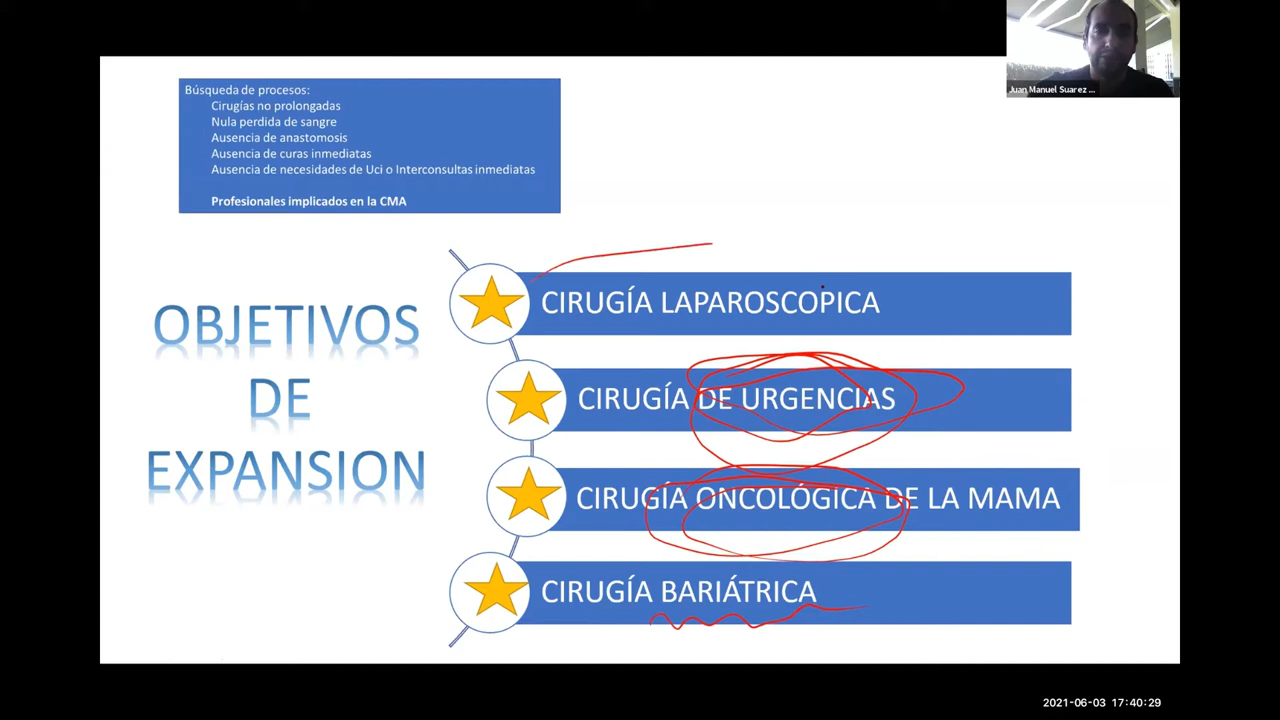 Juan Manuel Suarez ...
Búsqueda de procesos:
Cirugías no prolongadas
Nula perdida de sangre
Ausencia de anastomosis
Ausencia de curas inmediatas
Ausencia de necesidades de Uci o Interconsultas inmediatas
Profesionales implicados en la CMA
OBJETIVOS
DE
EXPANSION
CIRUGÍA LAPAROSCOPICA
CIRUGÍA DE URGENCIAS
CIRUGÍA ONCOLÓGICA DE LA MAMA
CIRUGÍA BARIÁTRICA
2021-06-03 17:40:29